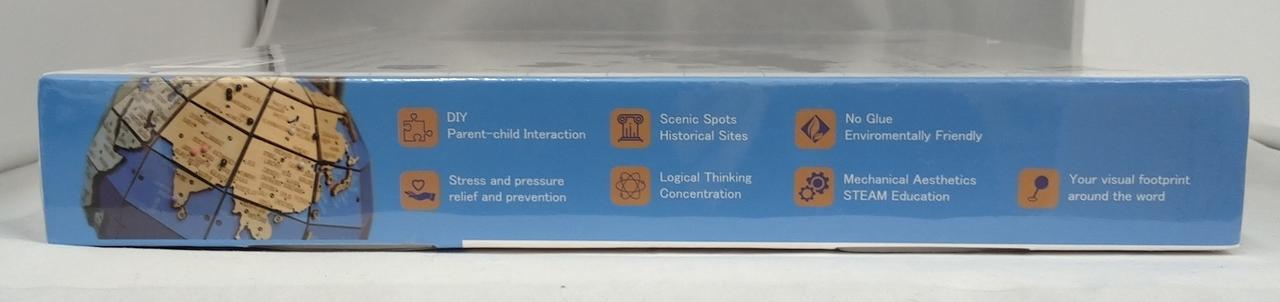 DIY
Parent-child Interaction
Scenic Spots
Historical Sites
No Glue
Enviromentally Friendly
Stress and pressure
relief and prevention
Logical Thinking
Concentration
Mechanical Aesthetics
STEAM Education
Your visual footprint
around the word